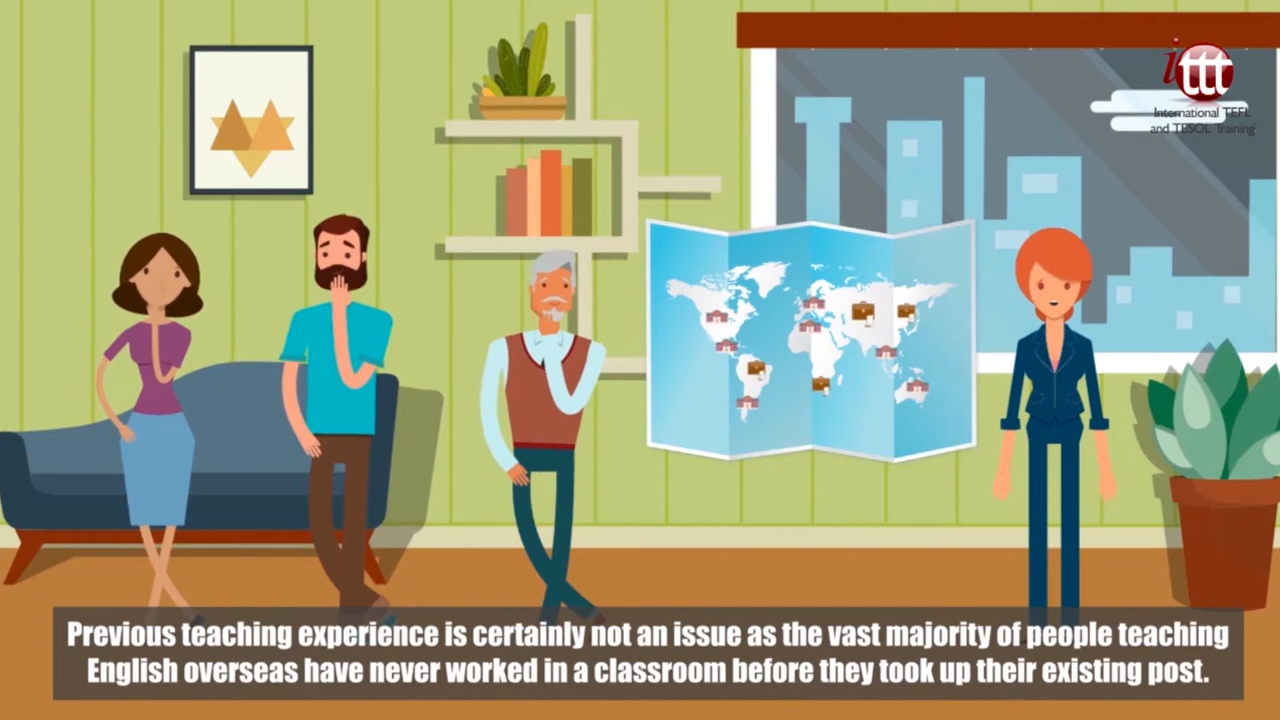 ittt
International TEFL
and TESOL Training
Previous teaching experience is certainly not an issue as the vast majority of people teaching
English overseas have never worked in a classroom before they took up their existing post.